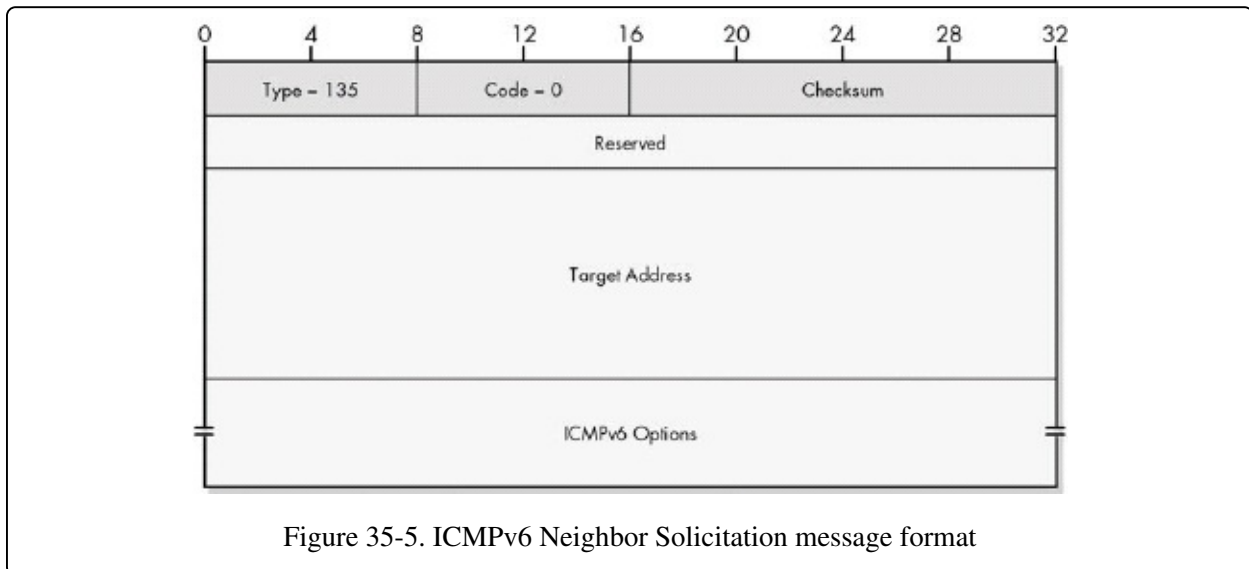 0 4 8 12 16 20 24 28 32
Type = 135 Code = 0 Checksum
Reserved
Target Address
ICMPv6 Options
Figure 35-5. ICMPv6 Neighbor Solicitation message format